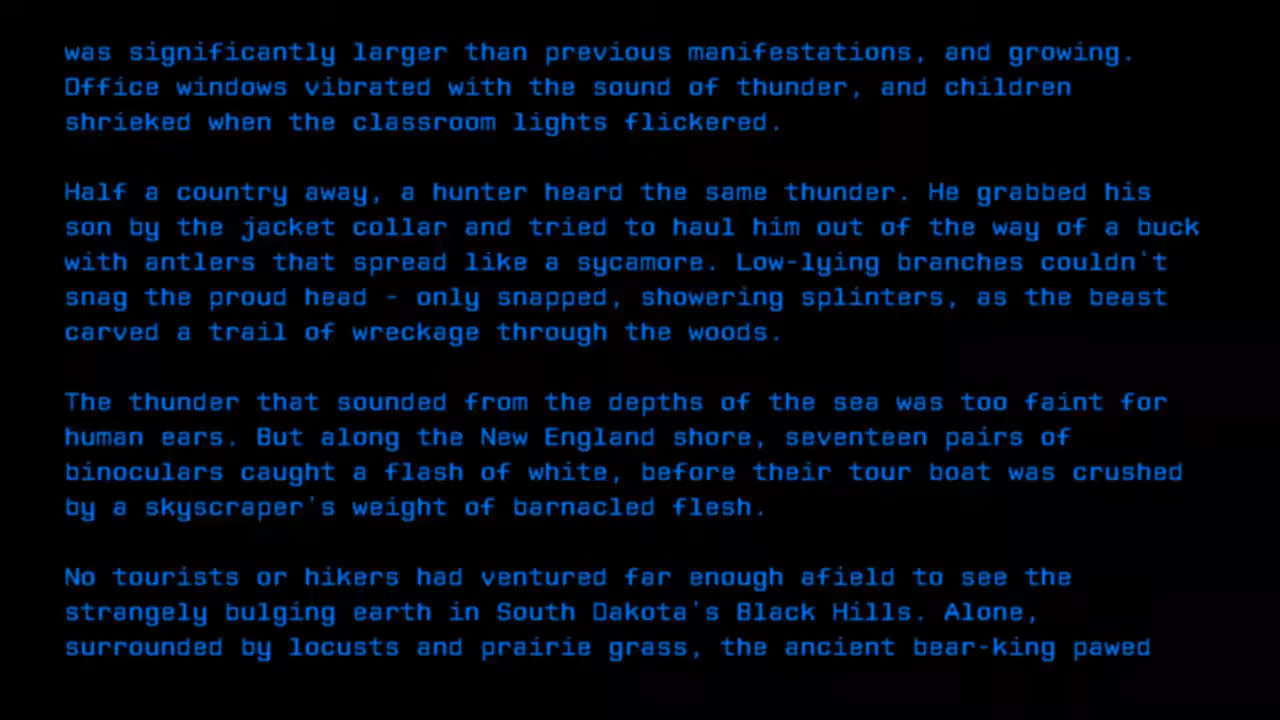 was significantly larger than previous manifestations, and growing.
Office windows vibrated with the sound of thunder, and children
shrieked when the classroom lights flickered.
Half a country away, a hunter heard the same thunder. He grabbed his
son by the jacket collar and tried to haul him out of the way of a buck
with antlers that spread like a sycamore. Low-lying branches couldn't
snag the proud head - only snapped, showering splinters, as the beast
carved a trail of wreckage through the woods.
The thunder that sounded from the depths of the sea was too faint for
human ears. But along the New England shore, seventeen pairs of
binoculars caught a flash of white, before their tour boat was crushed
by a skyscraper's weight of barnacled flesh.
No tourists or hikers had ventured far enough afield to see the
strangely bulging earth in South Dakota's Black Hills. Alone,
surrounded by locusts and prairie grass, the ancient bear-king pawed